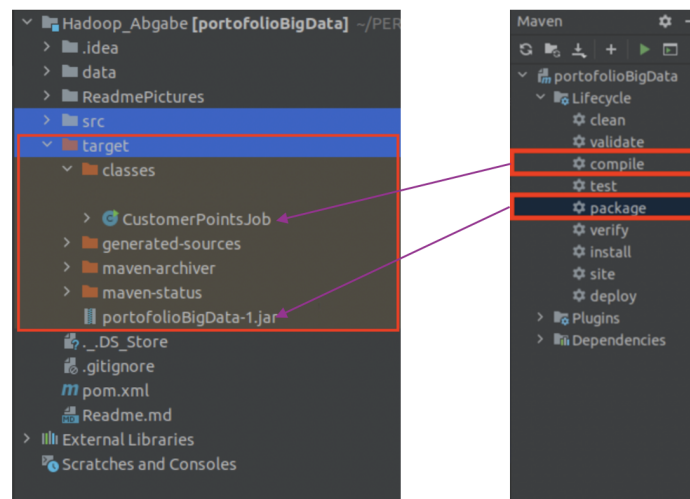 Hadoop_Abgabe [portofolioBigData] ~/PER
.idea
data
ReadmePictures
src
target
classes
CustomerPointsJob
generated-sources
maven-archiver
maven-status
portofolioBigData-1.jar
._.DS_Store
.gitignore
pom.xml
Readme.md
External Libraries
Scratches and Consoles
Maven
portofolioBigData
Lifecycle
clean
validate
compile
test
package
verify
install
site
deploy
Plugins
Dependencies